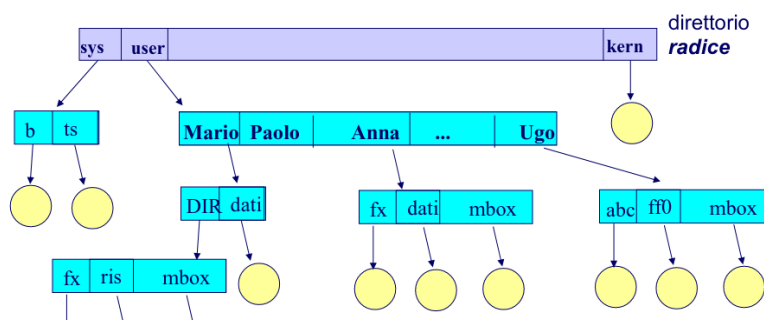 direttorio
radice
sys user kern
b ts
Mario Paolo Anna ... Ugo
DIR dati
fx dati mbox
abc ff0 mbox
fx ris mbox